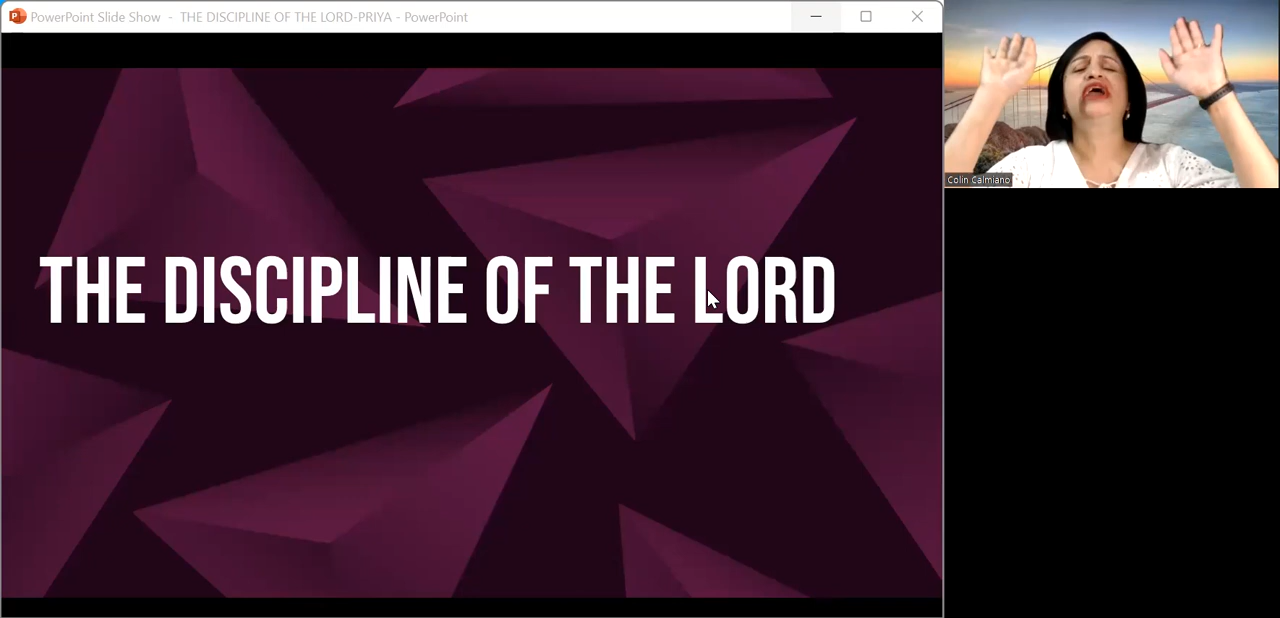 PowerPoint Slide Show - THE DISCIPLINE OF THE LORD-PRIYA - PowerPoint
THE DISCIPLINE OF THE LORD
Colin Calmiano